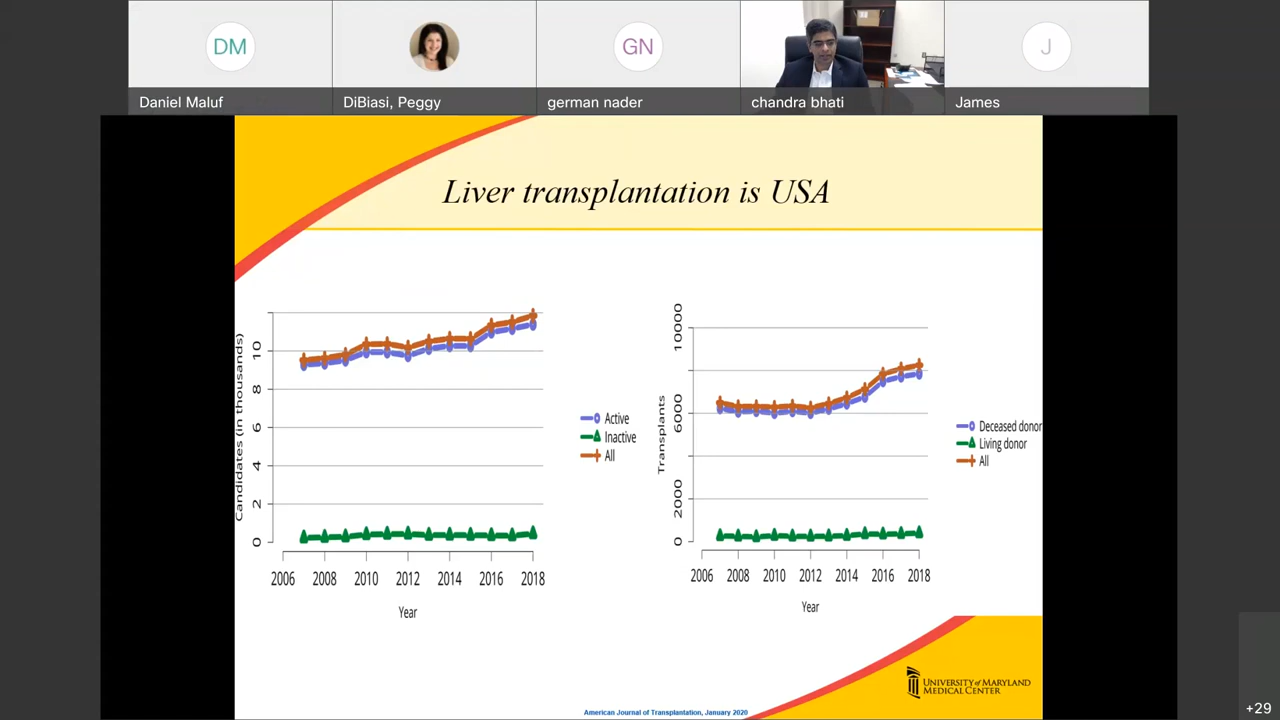 DM
GN
J
Daniel Maluf
DiBiasi, Peggy
german nader
chandra bhati
James
Liver transplantation is USA
Candidates (in thousands)
10
8
6
4
2
0
2006 2008 2010 2012 2014 2016 2018
Year
Active
Inactive
All
Transplants
10000
6000
2000
0
2006 2008 2010 2012 2014 2016 2018
Year
Deceased donor
Living donor
All
UNIVERSITY of MARYLAND
MEDICAL CENTER
American Journal of Transplantation, January 2020
+29